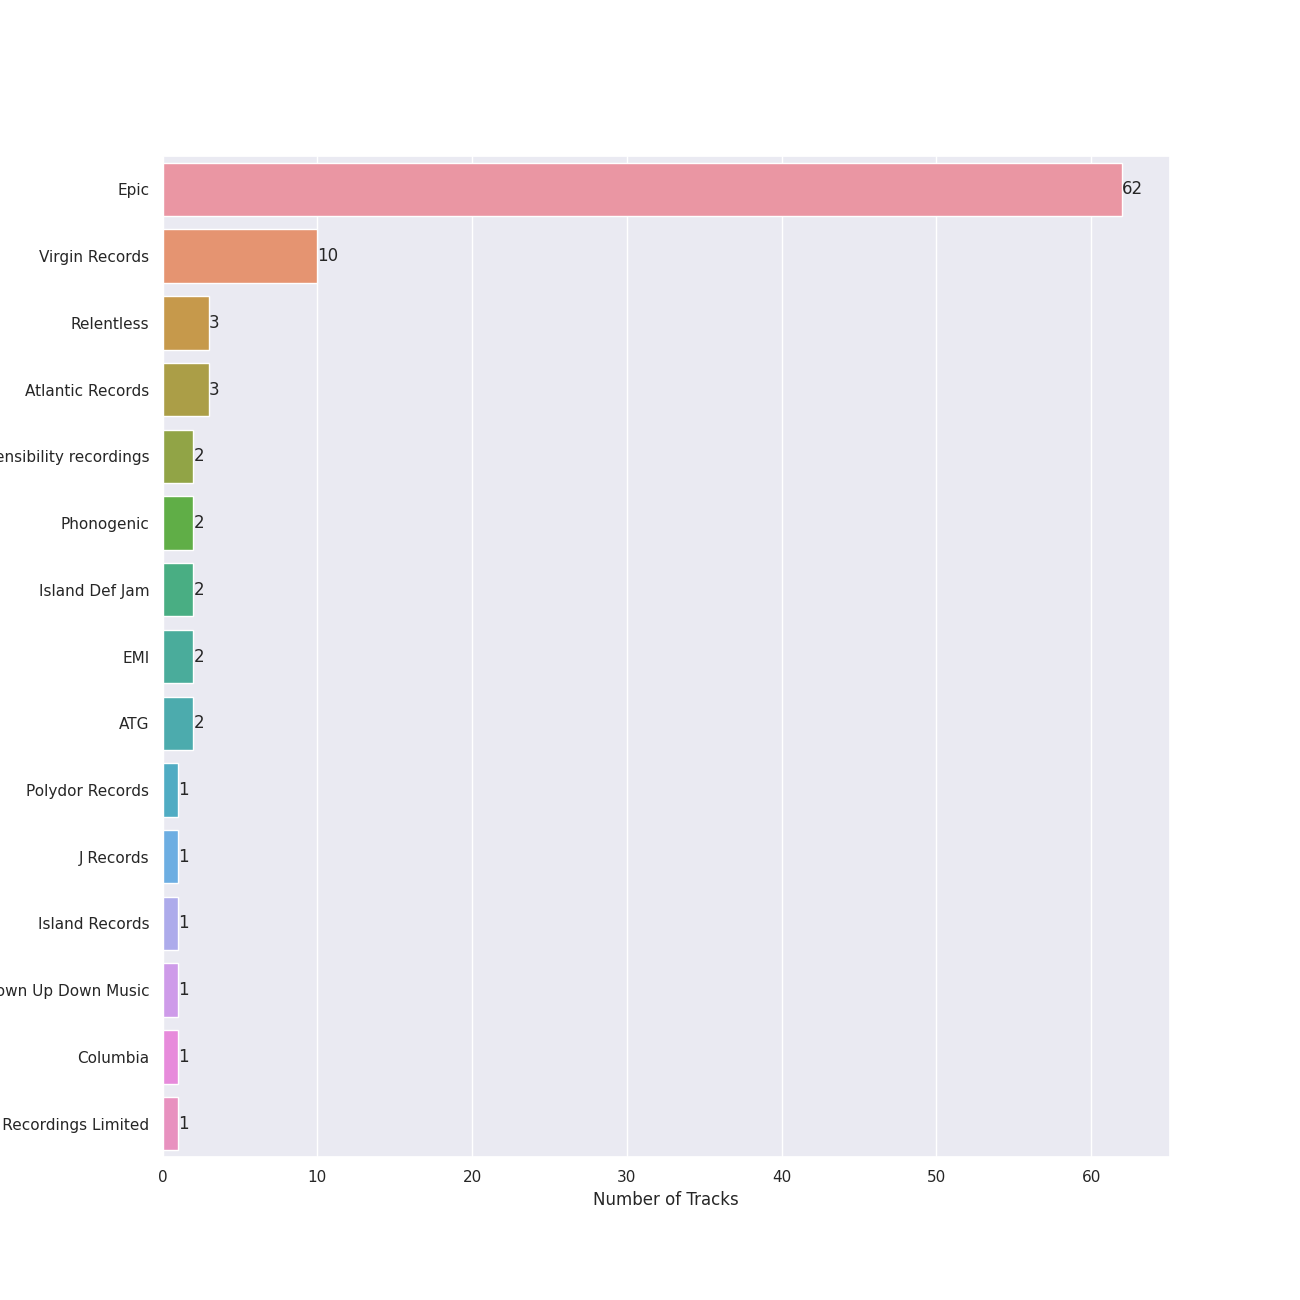 Epic 62
Virgin Records 10
Relentless 3
Atlantic Records 3
recordings 2
Phonogenic 2
Island Def Jam 2
EMI 2
ATG 2
Polydor Records 1
J Records 1
Island Records 1
Up Down Music 1
Columbia 1
Recordings Limited 1
0 10 20 30 40 50 60
Number of Tracks